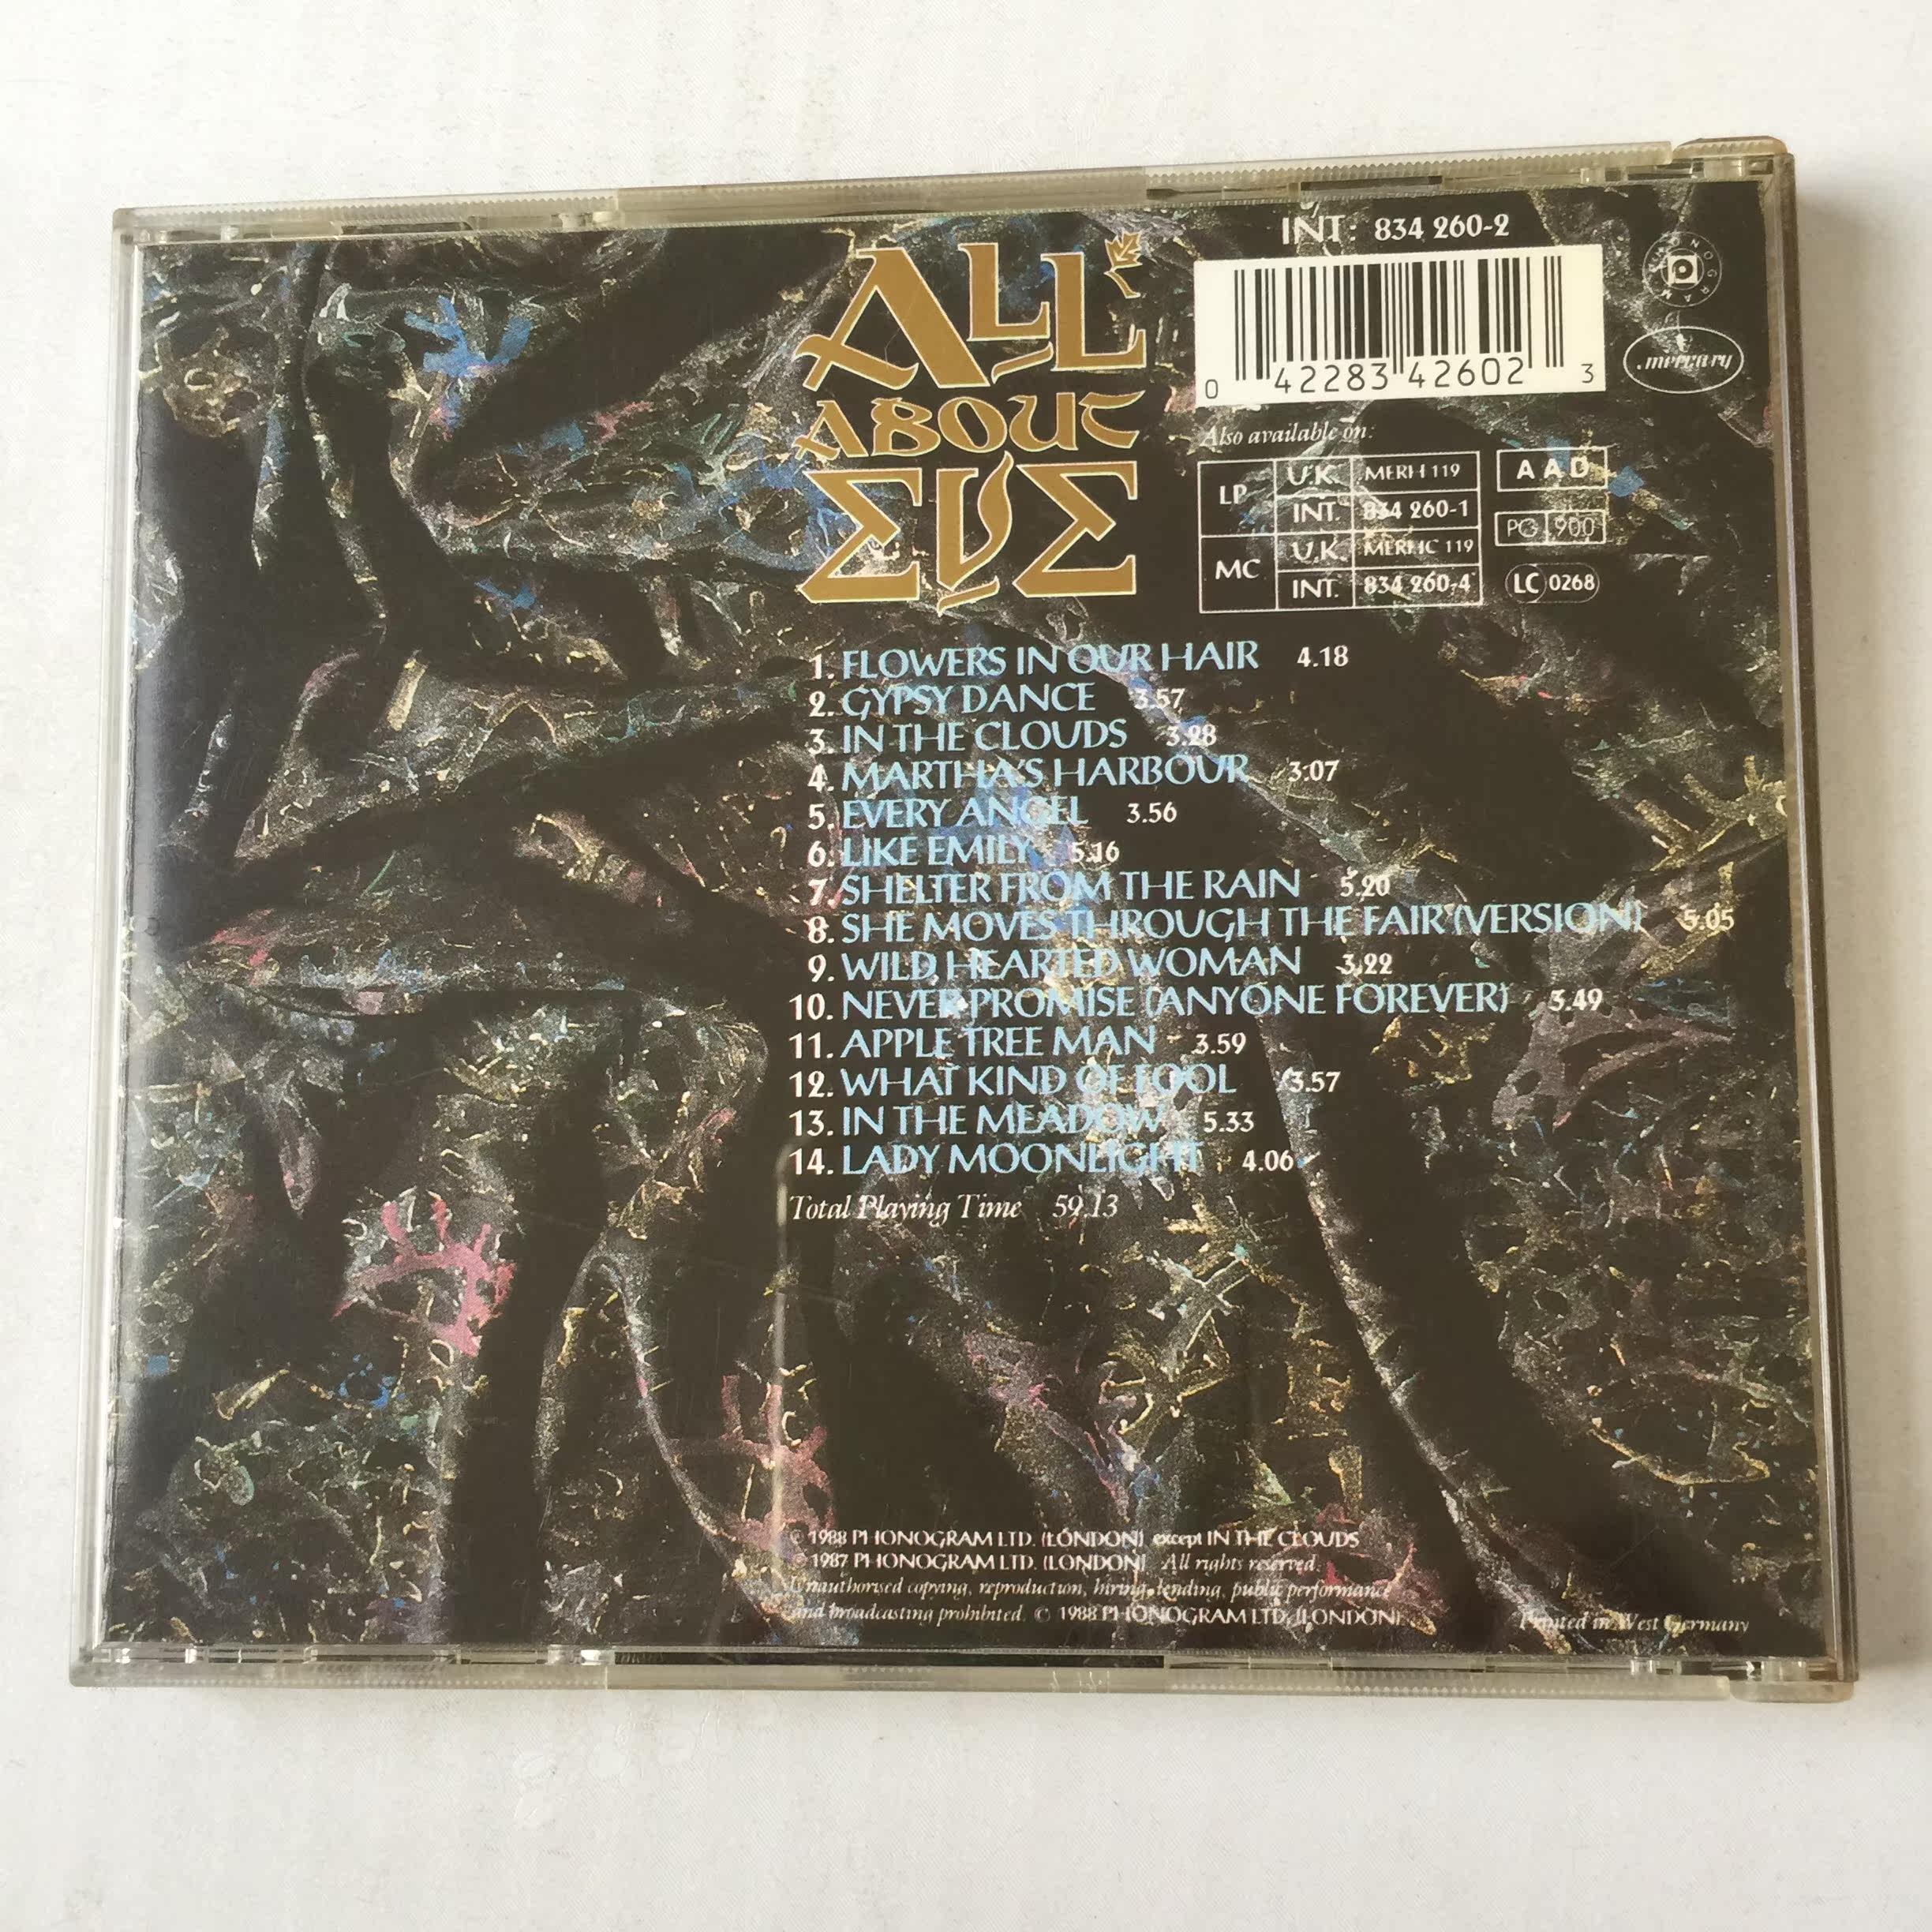 ALL
ABOUT
EVE
INT: 834 260-2
0 42283 42602 3
PHONOGRAM
mercury
Also available on:
LP U.K. MERH 119
INT. 834 260-1
MC U.K. MERHC 119
INT. 834 260-4
AAD
PG 900
LC 0268
1. FLOWERS IN OUR HAIR 4.18
2. GYPSY DANCE 3.57
3. IN THE CLOUDS 3.28
4. MARTHA'S HARBOUR 3:07
5. EVERY ANGEL 3.56
6. LIKE EMILY 5.16
7. SHELTER FROM THE RAIN 5.20
8. SHE MOVES THROUGH THE FAIR (VERSION) 5.05
9. WILD HEARTED WOMAN 3.22
10. NEVER PROMISE (ANYONE FOREVER) 3.49
11. APPLE TREE MAN 3.59
12. WHAT KIND OF FOOL 3.57
13. IN THE MEADOW 5.33
14. LADY MOONLIGHT 4.06
Total Playing Time 59.13
℗ 1988 PHONOGRAM LTD. (LONDON) except IN THE CLOUDS
℗ 1987 PHONOGRAM LTD. (LONDON) All rights reserved.
Unauthorised copying, reproduction, hiring, lending, public performance
and broadcasting prohibited. © 1988 PHONOGRAM LTD. (LONDON)
Printed in West Germany